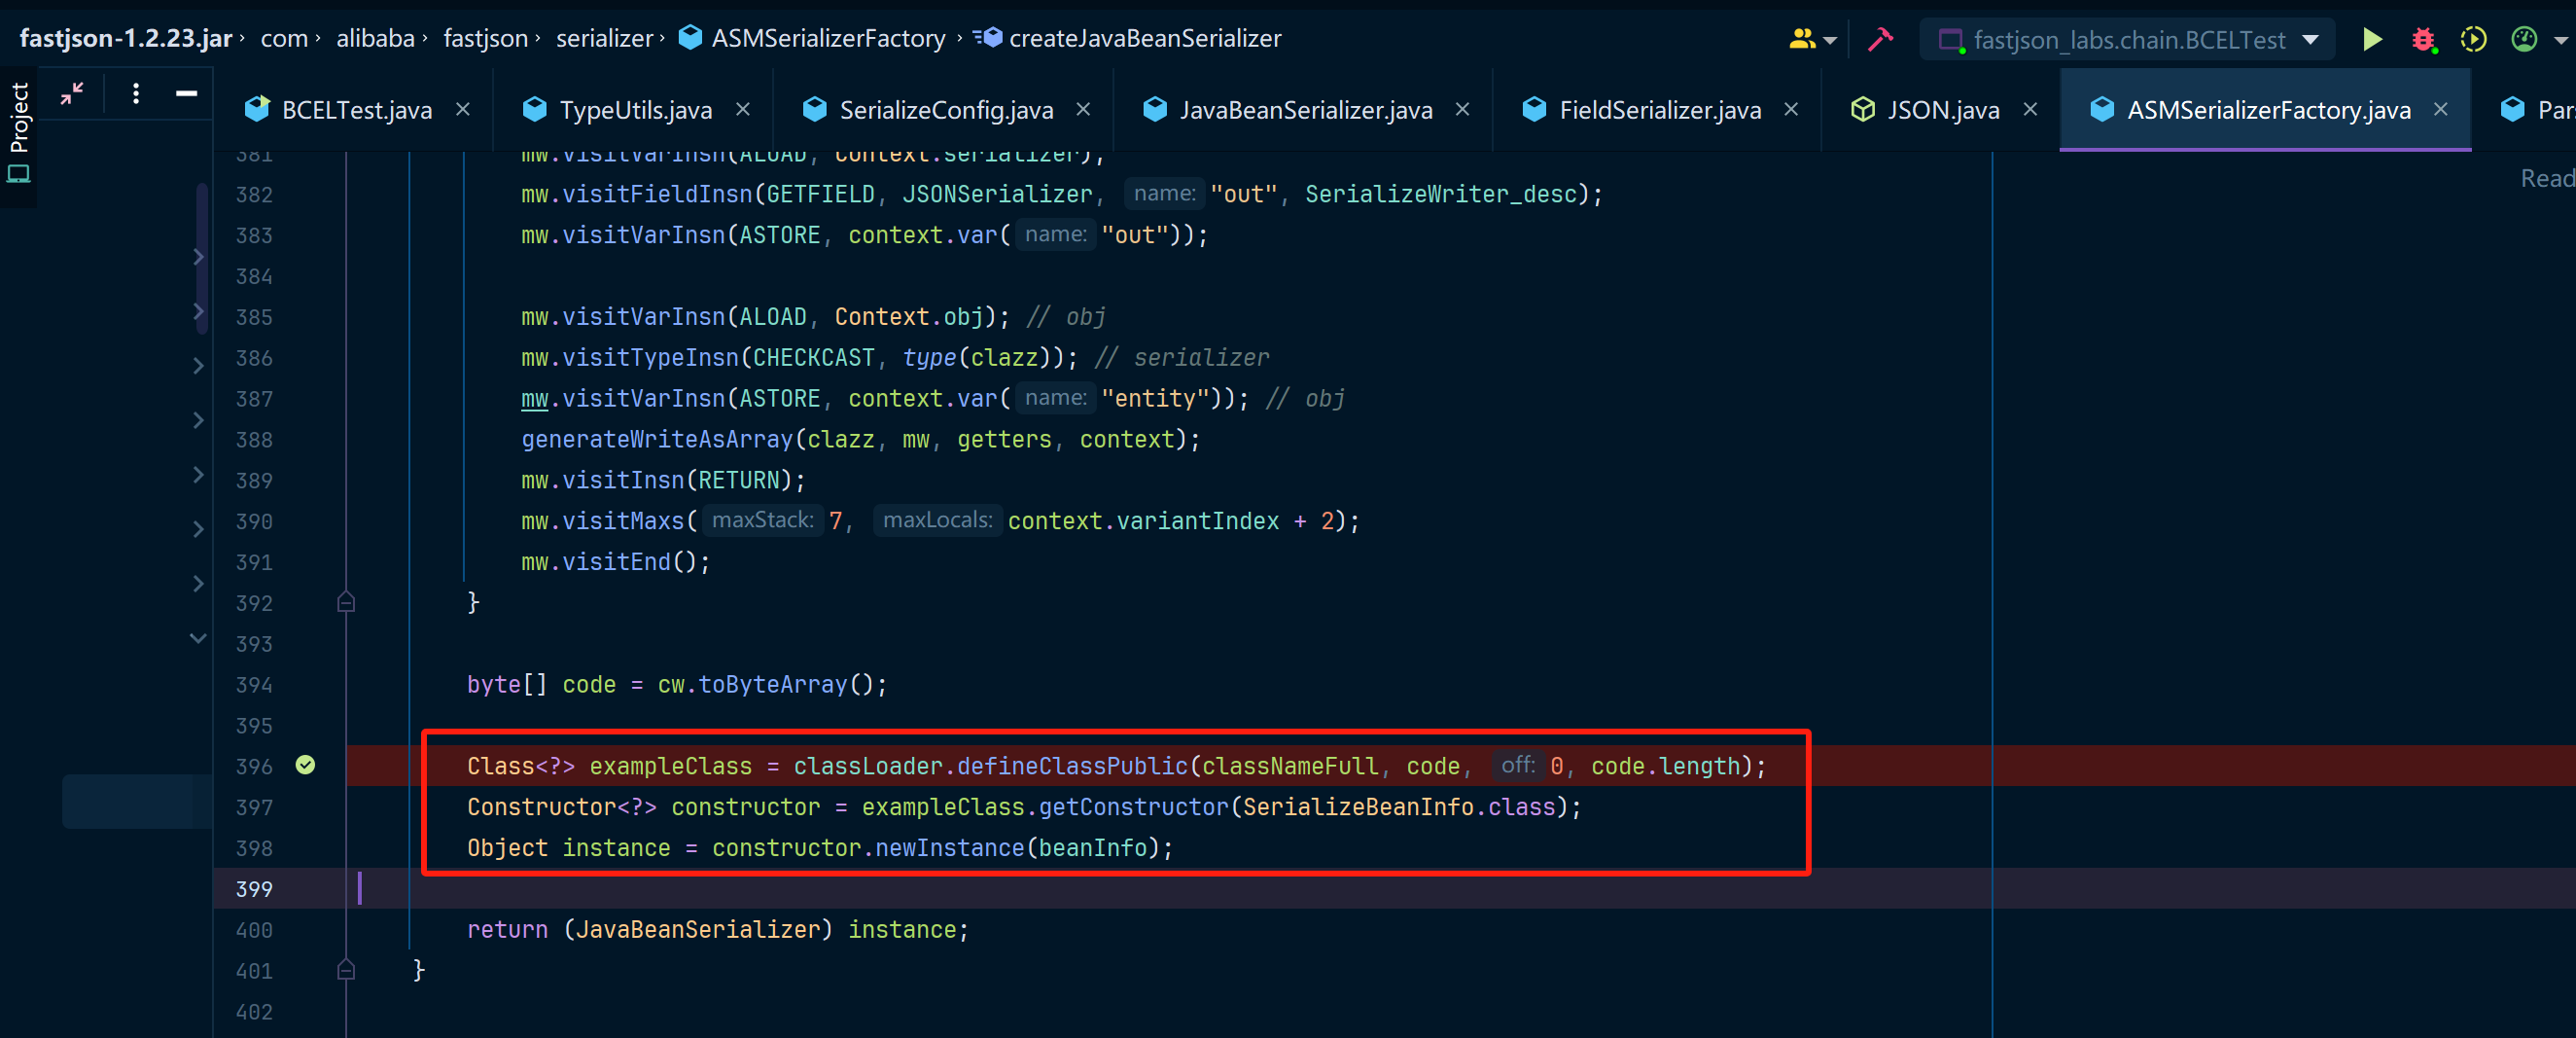 fastjson-1.2.23.jar › com › alibaba › fastjson › serializer › ASMSerializerFactory › createJavaBeanSerializer
fastjson_labs.chain.BCELTest
Project
BCELTest.java
TypeUtils.java
SerializeConfig.java
JavaBeanSerializer.java
FieldSerializer.java
JSON.java
ASMSerializerFactory.java
Par
Read
381 mw.visitVarInsn(ALOAD, Context.serializer);
382 mw.visitFieldInsn(GETFIELD, JSONSerializer, name: "out", SerializeWriter_desc);
383 mw.visitVarInsn(ASTORE, context.var( name: "out"));
384
385 mw.visitVarInsn(ALOAD, Context.obj); // obj
386 mw.visitTypeInsn(CHECKCAST, type(clazz)); // serializer
387 mw.visitVarInsn(ASTORE, context.var( name: "entity")); // obj
388 generateWriteAsArray(clazz, mw, getters, context);
389 mw.visitInsn(RETURN);
390 mw.visitMaxs( maxStack: 7, maxLocals: context.variantIndex + 2);
391 mw.visitEnd();
392 }
393
394 byte[] code = cw.toByteArray();
395
396 Class<?> exampleClass = classLoader.defineClassPublic(classNameFull, code, off: 0, code.length);
397 Constructor<?> constructor = exampleClass.getConstructor(SerializeBeanInfo.class);
398 Object instance = constructor.newInstance(beanInfo);
399
400 return (JavaBeanSerializer) instance;
401 }
402